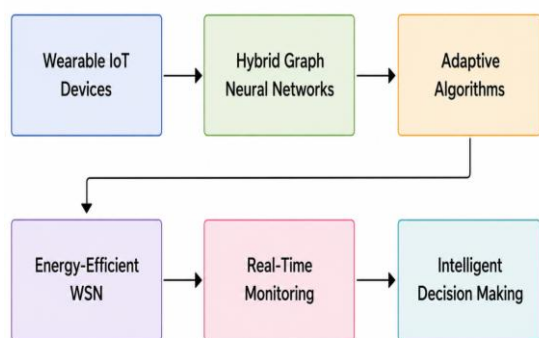 Wearable IoT
Devices
Hybrid Graph
Neural Networks
Adaptive
Algorithms
Energy-Efficient
WSN
Real-Time
Monitoring
Intelligent
Decision Making